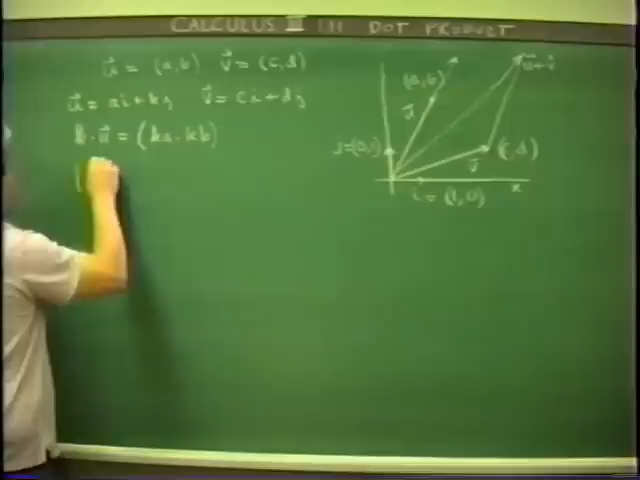 CALCULUS III DOT PRODUCT
u⃗ = (a,b) v⃗ = (c,d)
u⃗ = ai + bj v⃗ = ci + dj
k · u⃗ = (ka · kb)
(
(a,b)
u⃗
u⃗+v⃗
j=(0,1)
v⃗
(c,d)
i = (1,0)
x